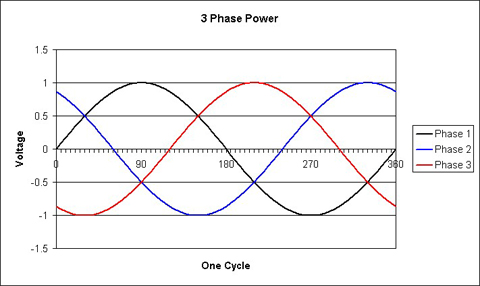 3 Phase Power
1.5
1
0.5
0
-0.5
-1
-1.5
0 90 180 270 360
Voltage
One Cycle
Phase 1
Phase 2
Phase 3